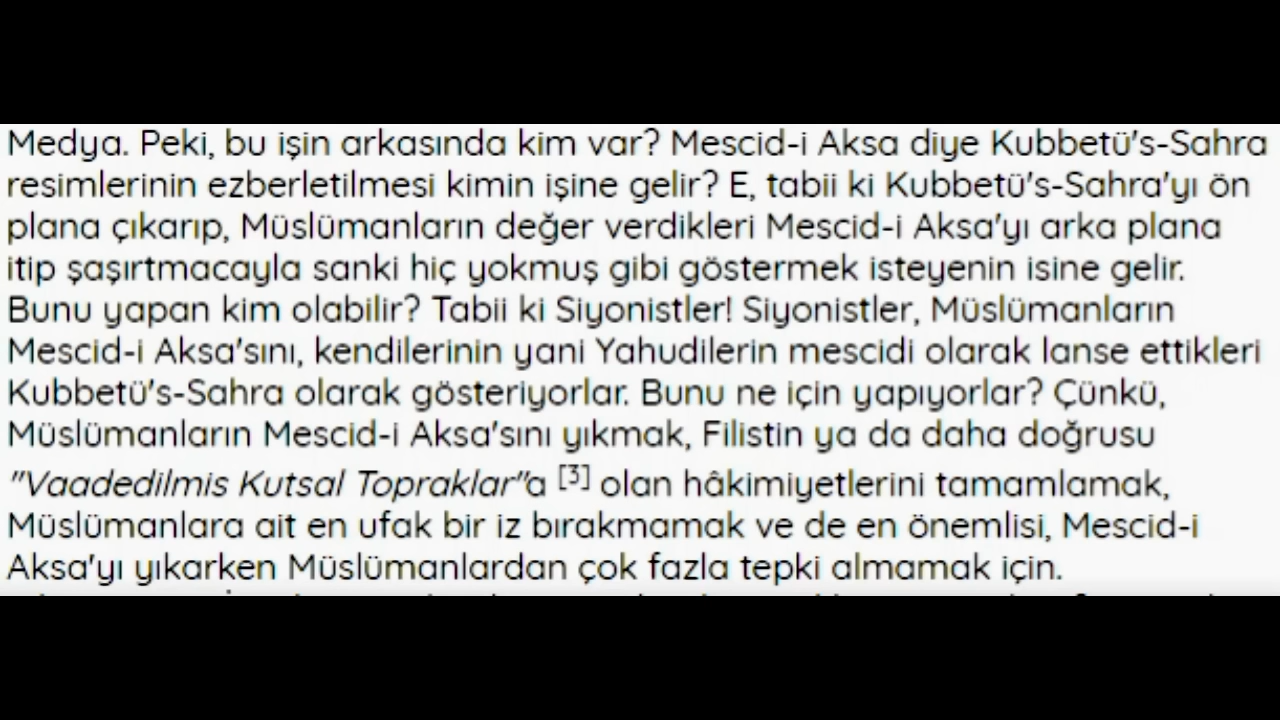 Medya. Peki, bu işin arkasında kim var? Mescid-i Aksa diye Kubbetü's-Sahra
resimlerinin ezberletilmesi kimin işine gelir? E, tabii ki Kubbetü's-Sahra'yı ön
plana çıkarıp, Müslümanların değer verdikleri Mescid-i Aksa'yı arka plana
itip şaşırtmacayla sanki hiç yokmuş gibi göstermek isteyenin isine gelir.
Bunu yapan kim olabilir? Tabii ki Siyonistler! Siyonistler, Müslümanların
Mescid-i Aksa'sını, kendilerinin yani Yahudilerin mescidi olarak lanse ettikleri
Kubbetü's-Sahra olarak gösteriyorlar. Bunu ne için yapıyorlar? Çünkü,
Müslümanların Mescid-i Aksa'sını yıkmak, Filistin ya da daha doğrusu
"Vaadedilmis Kutsal Topraklar"a [3] olan hâkimiyetlerini tamamlamak,
Müslümanlara ait en ufak bir iz bırakmamak ve de en önemlisi, Mescid-i
Aksa'yı yıkarken Müslümanlardan çok fazla tepki almamak için.